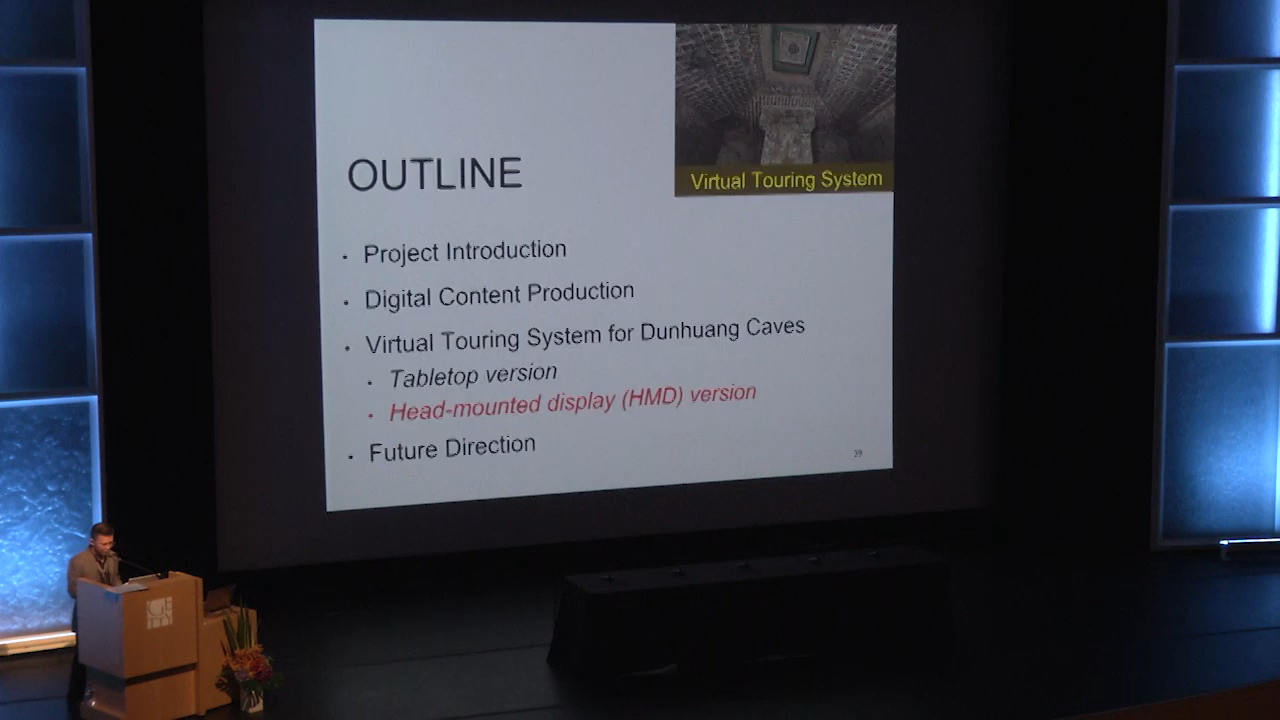 Virtual Touring System
OUTLINE
· Project Introduction
· Digital Content Production
· Virtual Touring System for Dunhuang Caves
· Tabletop version
· Head-mounted display (HMD) version
· Future Direction
39